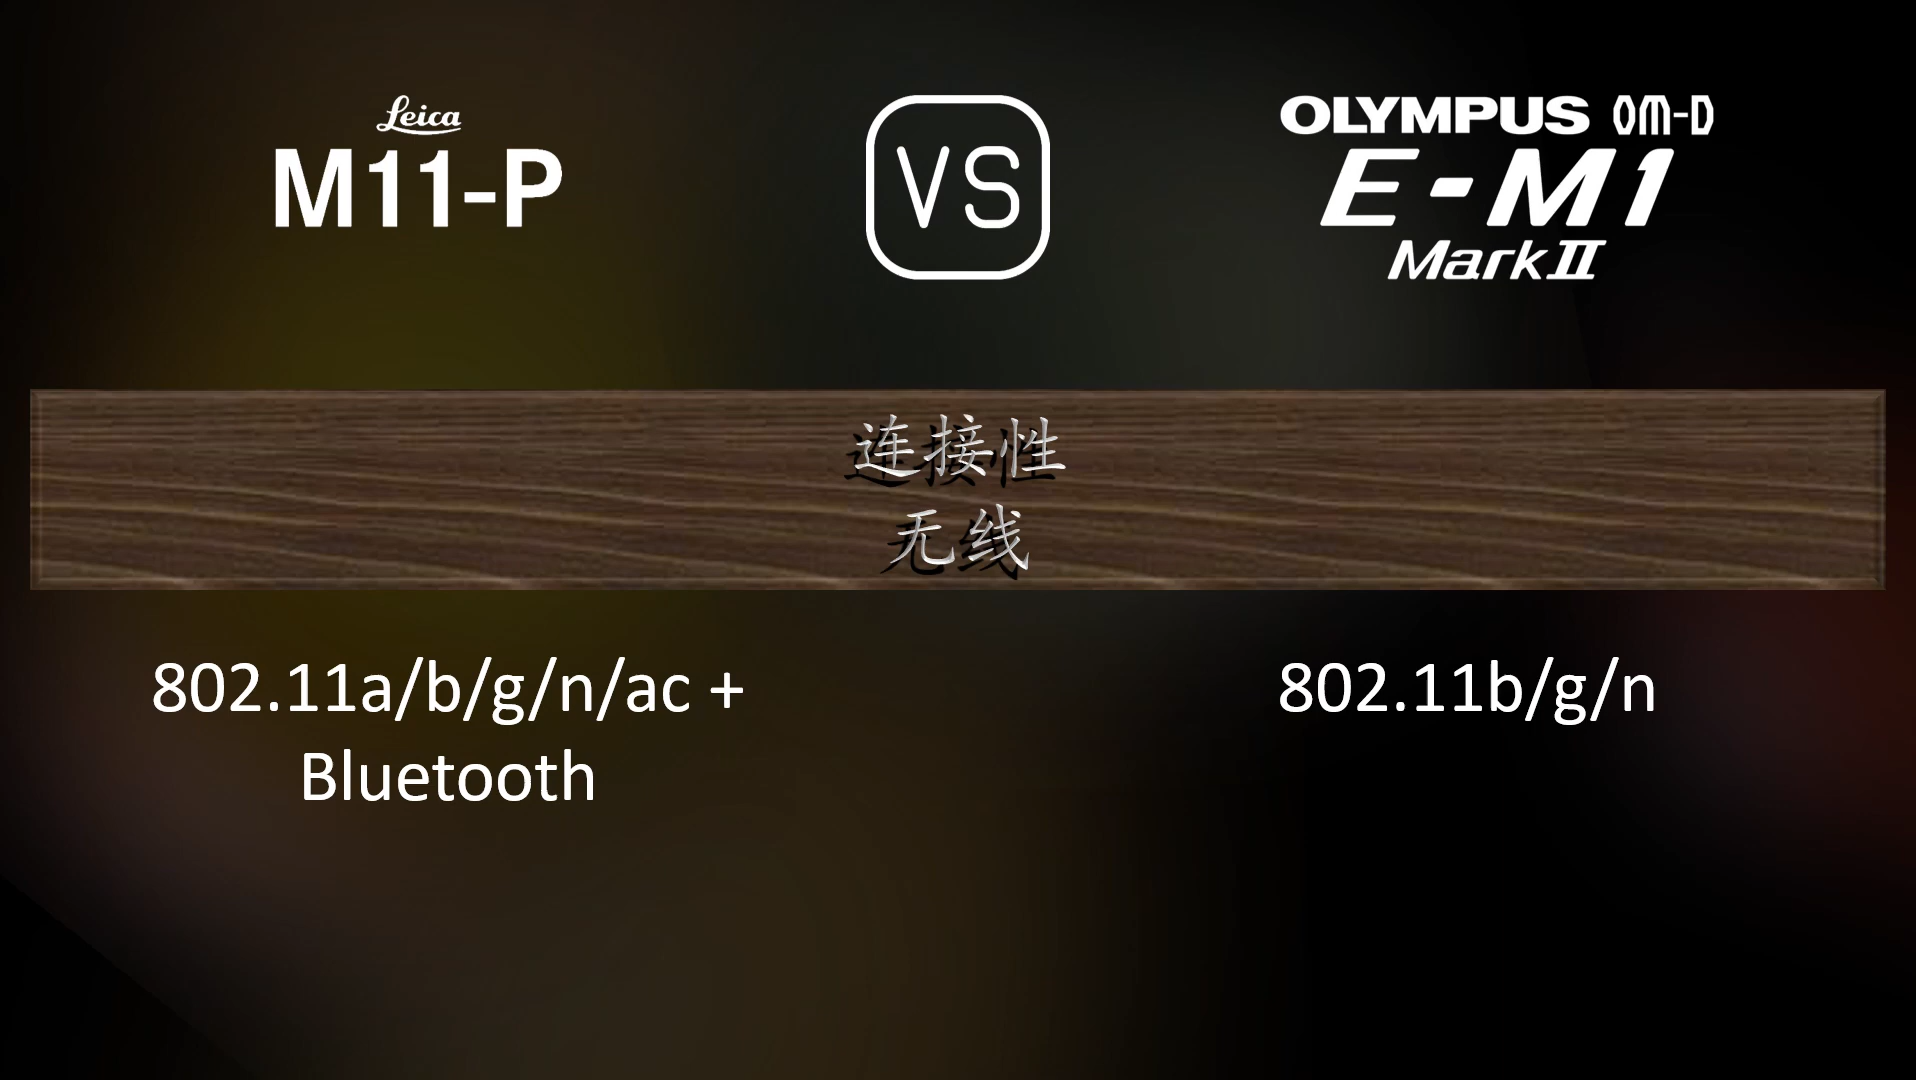 Leica
M11-P
VS
OLYMPUS OM-D
E-M1
Mark II
连接性
无线
802.11a/b/g/n/ac +
Bluetooth
802.11b/g/n